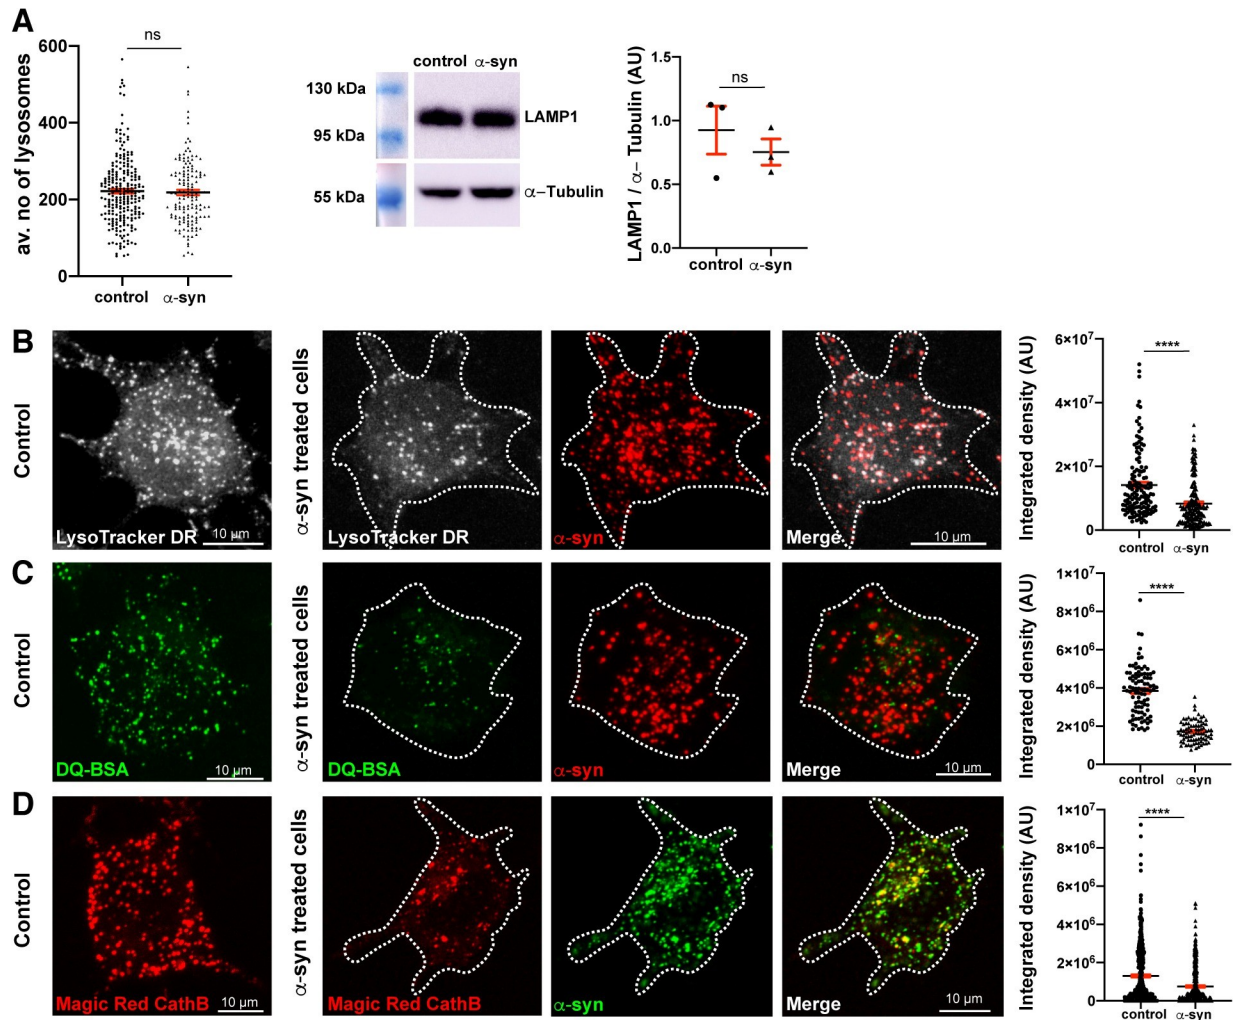 A
ns
600
400
200
0
av. no of lysosomes
control α-syn
control α-syn
130 kDa
95 kDa
55 kDa
LAMP1
α–Tubulin
1.5
1.0
0.5
0.0
LAMP1 / α– Tubulin (AU)
ns
control α-syn
B
Control
LysoTracker DR
10 µm
α-syn treated cells
LysoTracker DR
α-syn
Merge
10 µm
Integrated density (AU)
6×10⁷
4×10⁷
2×10⁷
0
****
control α-syn
C
Control
DQ-BSA
10 µm
α-syn treated cells
DQ-BSA
α-syn
Merge
10 µm
Integrated density (AU)
1×10⁷
8×10⁶
6×10⁶
4×10⁶
2×10⁶
0
****
control α-syn
D
Control
Magic Red CathB
10 µm
α-syn treated cells
Magic Red CathB
α-syn
Merge
10 µm
Integrated density (AU)
1×10⁷
8×10⁶
6×10⁶
4×10⁶
2×10⁶
0
****
control α-syn